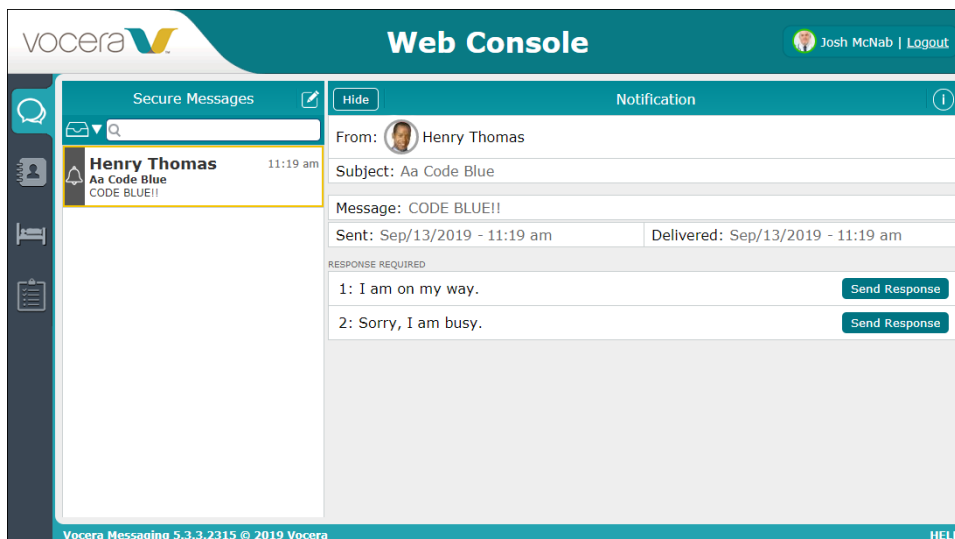 vocera
Web Console
Josh McNab | Logout
Secure Messages
Hide
Notification
From: Henry Thomas
Henry Thomas 11:19 am
Aa Code Blue
CODE BLUE!!
Subject: Aa Code Blue
Message: CODE BLUE!!
Sent: Sep/13/2019 - 11:19 am Delivered: Sep/13/2019 - 11:19 am
RESPONSE REQUIRED
1: I am on my way. Send Response
2: Sorry, I am busy. Send Response
Vocera Messaging 5.3.3.2315 © 2019 Vocera